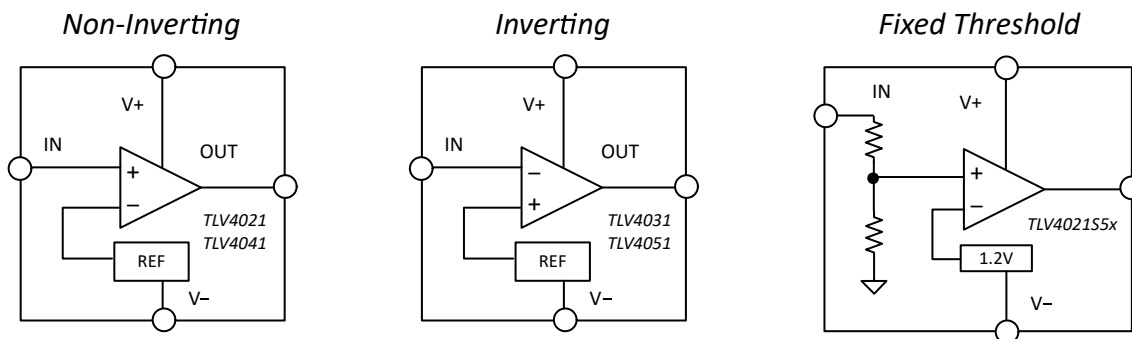 Non-Inverting
V+
IN
OUT
+
−
TLV4021
TLV4041
REF
V−
Inverting
V+
IN
OUT
−
+
TLV4031
TLV4051
REF
V−
Fixed Threshold
IN
V+
+
−
TLV4021S5x
1.2V
V−